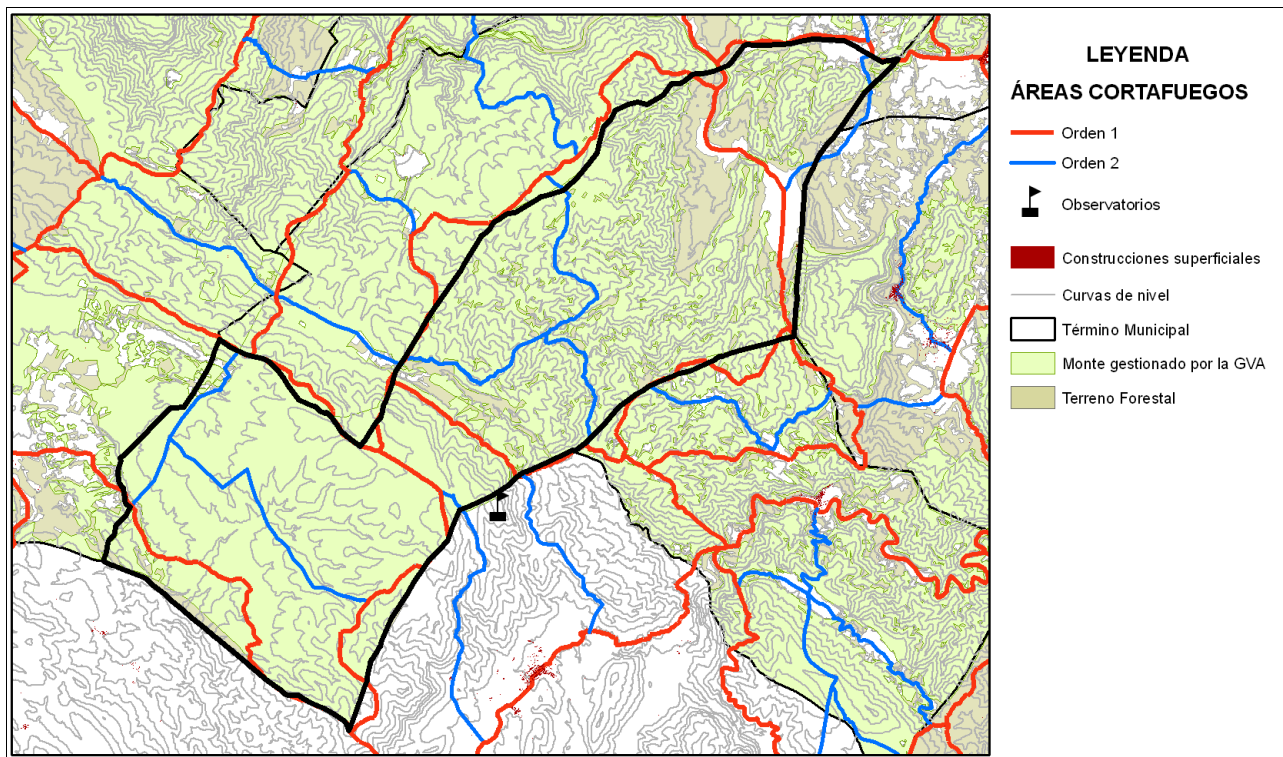 LEYENDA
ÁREAS CORTAFUEGOS
Orden 1
Orden 2
Observatorios
Construcciones superficiales
Curvas de nivel
Término Municipal
Monte gestionado por la GVA
Terreno Forestal